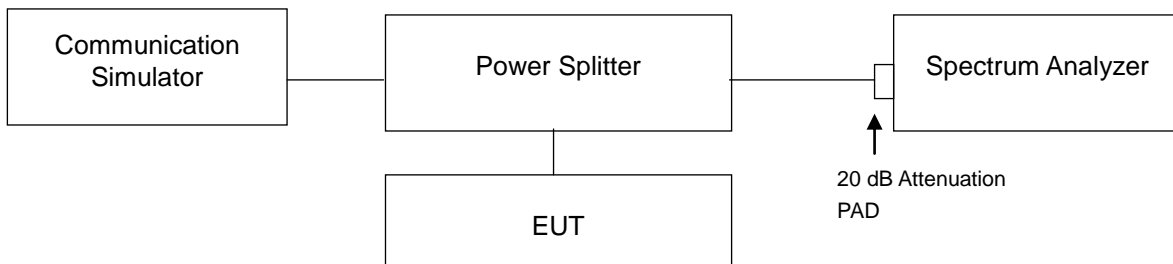 Communication
Simulator
Power Splitter
Spectrum Analyzer
20 dB Attenuation
PAD
EUT